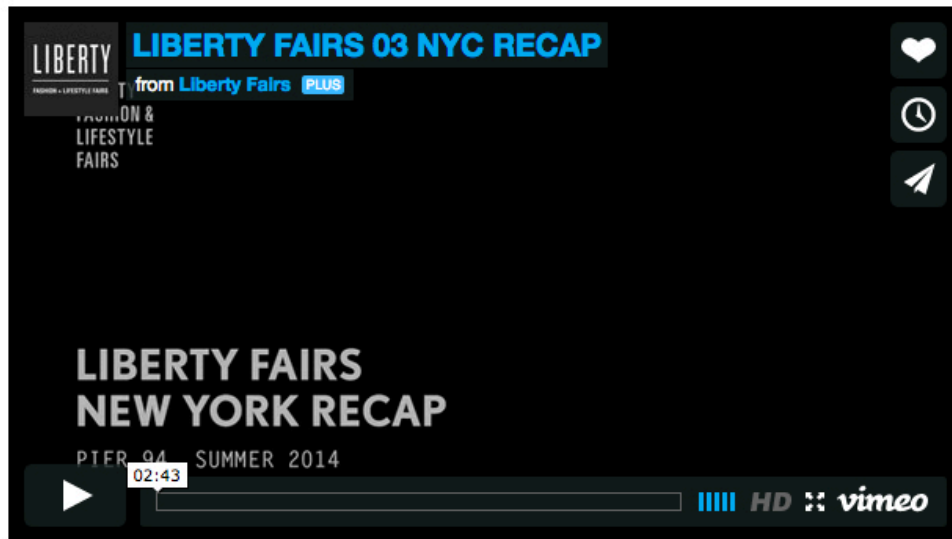 LIBERTY
FASHION + LIFESTYLE FAIRS
LIBERTY FAIRS 03 NYC RECAP
from Liberty Fairs PLUS
FASHION &
LIFESTYLE
FAIRS
LIBERTY FAIRS
NEW YORK RECAP
PIER 94 SUMMER 2014
02:43
HD vimeo